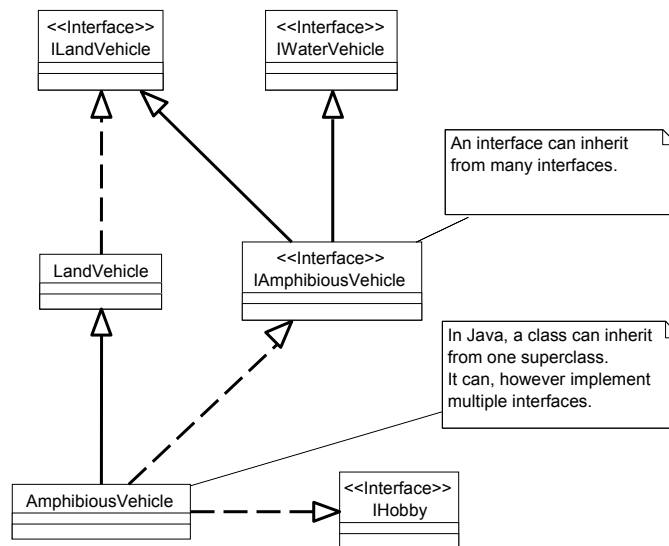 <<Interface>>
ILandVehicle
<<Interface>>
IWaterVehicle
An interface can inherit
from many interfaces.
LandVehicle
<<Interface>>
IAmphibiousVehicle
In Java, a class can inherit
from one superclass.
It can, however implement
multiple interfaces.
AmphibiousVehicle
<<Interface>>
IHobby